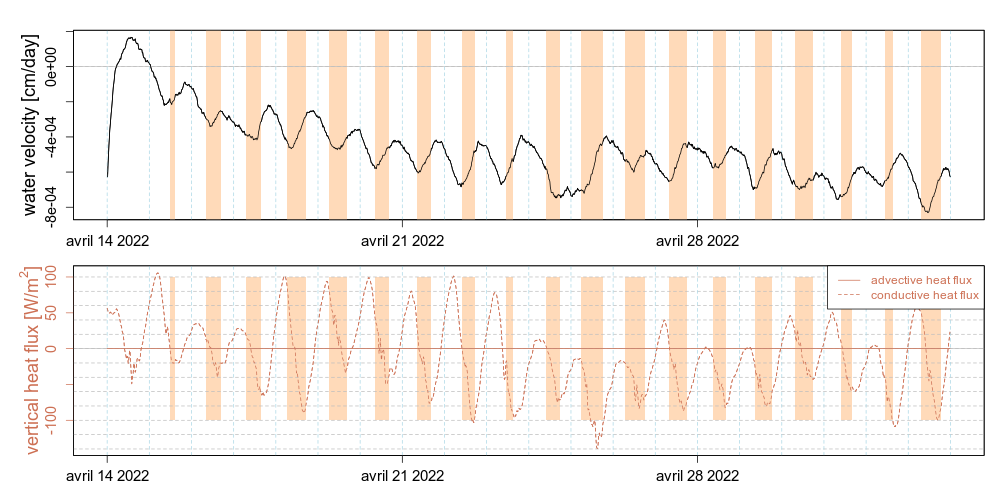 water velocity [cm/day]
0e+00
-4e-04
-8e-04
avril 14 2022
avril 21 2022
avril 28 2022
vertical heat flux [W/m²]
100
50
0
-100
advective heat flux
conductive heat flux
avril 14 2022
avril 21 2022
avril 28 2022